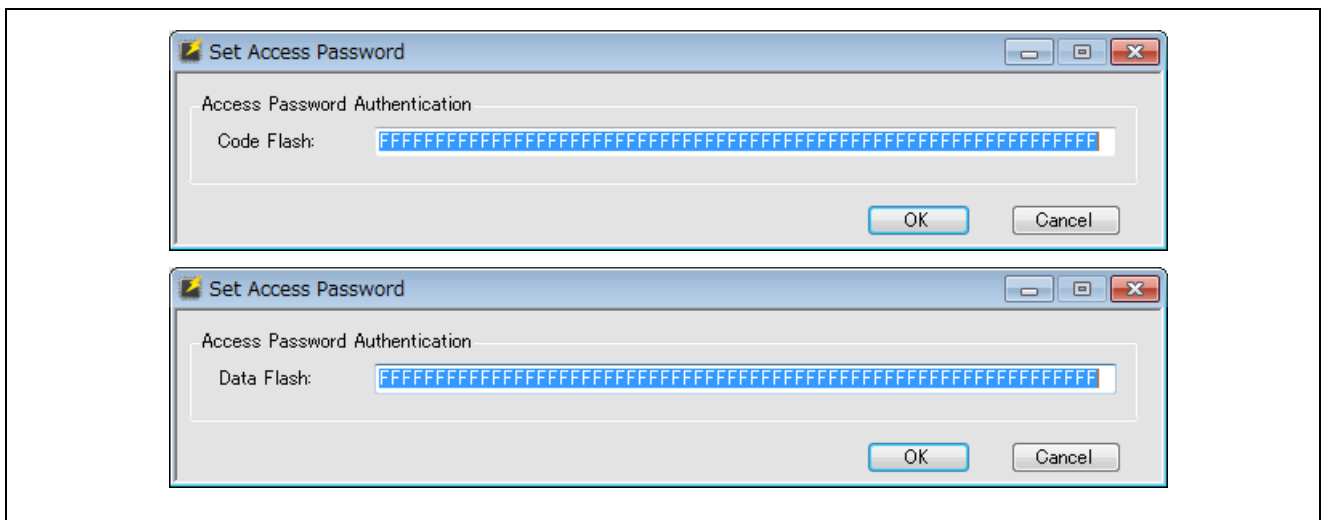 Set Access Password
Access Password Authentication
Code Flash: FFFFFFFFFFFFFFFFFFFFFFFFFFFFFFFFFFFFFFFFFFFFFFFFFFFFFFFFFFFFFFFF
OK Cancel
Set Access Password
Access Password Authentication
Data Flash: FFFFFFFFFFFFFFFFFFFFFFFFFFFFFFFFFFFFFFFFFFFFFFFFFFFFFFFFFFFFFFFF
OK Cancel